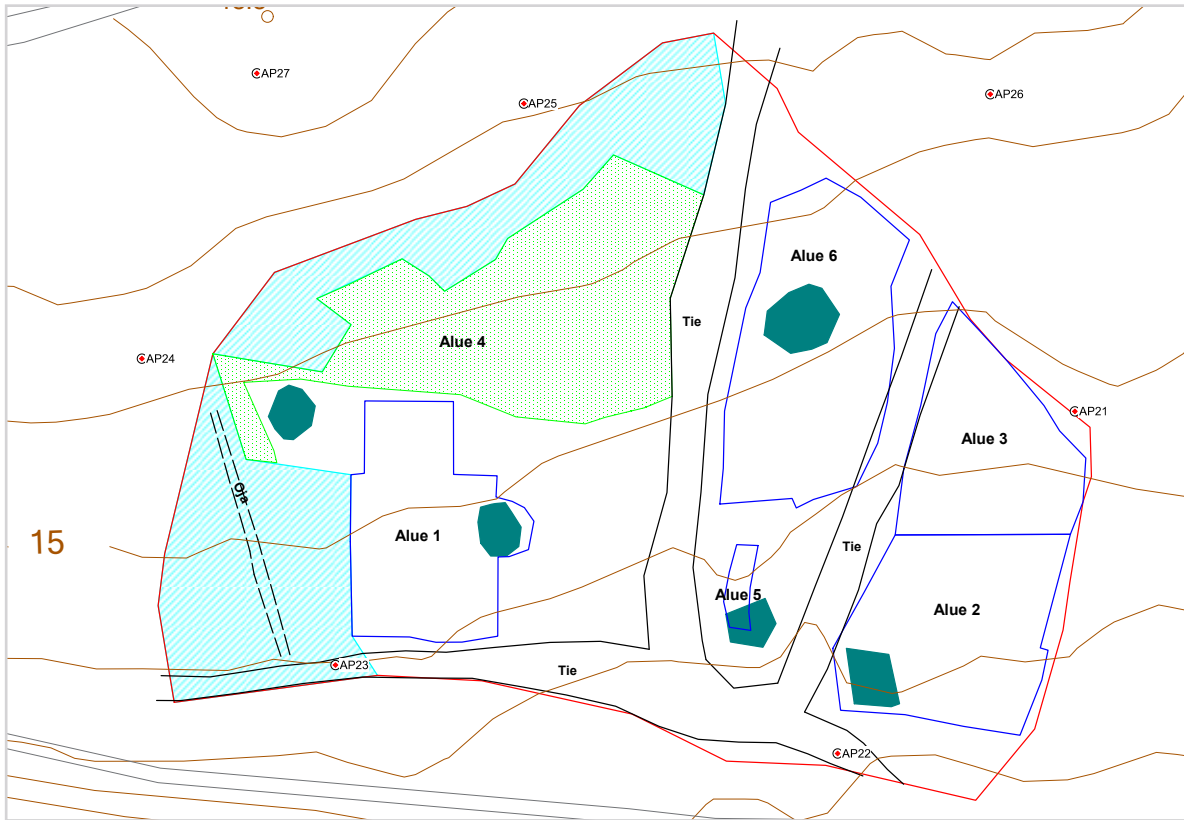 AP27
AP25
AP26
Alue 6
Tie
Alue 4
AP24
AP21
Alue 3
Oja
15
Alue 1
Tie
Alue 5
Alue 2
AP23
Tie
AP22